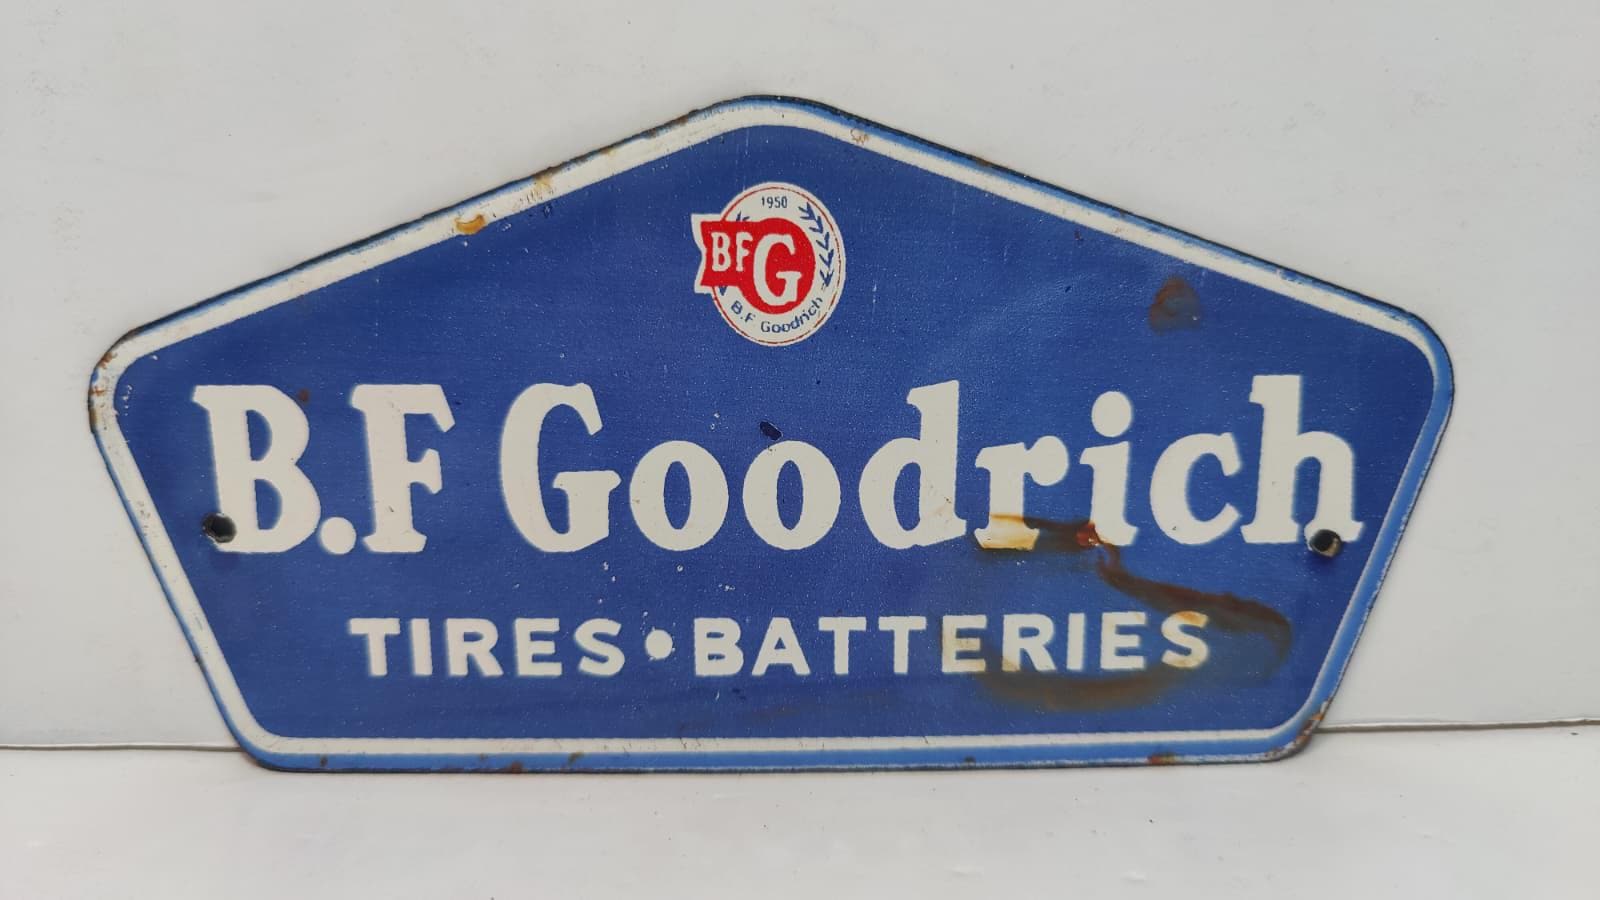 1950
BFG
B.F Goodrich
B.F Goodrich
TIRES•BATTERIES